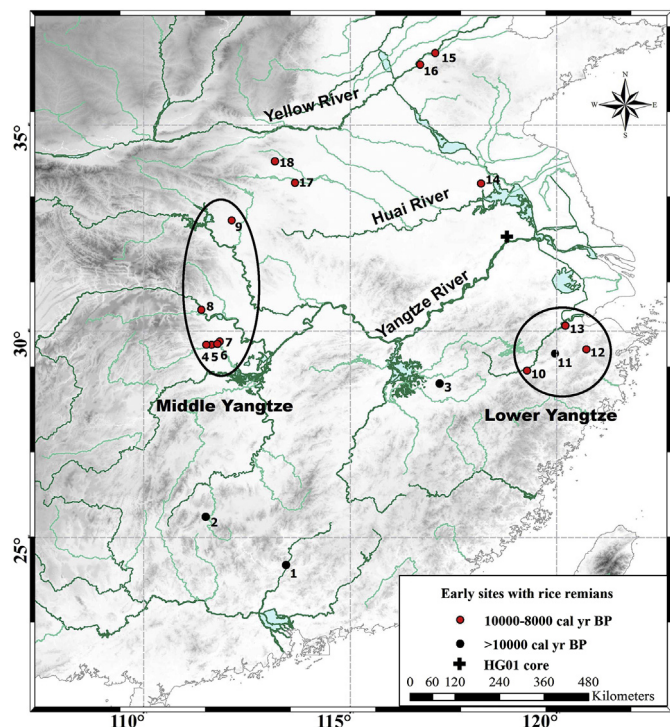 15
16
Yellow River
N
W E
S
35°
18
17
14
Huai River
9
Yangtze River
8
13
7
4 5 6
12
11
30°
10
3
Middle Yangtze
Lower Yangtze
2
25°
1
Early sites with rice remians
10000-8000 cal yr BP
>10000 cal yr BP
HG01 core
0 60 120 240 360 480
Kilometers
110° 115° 120°